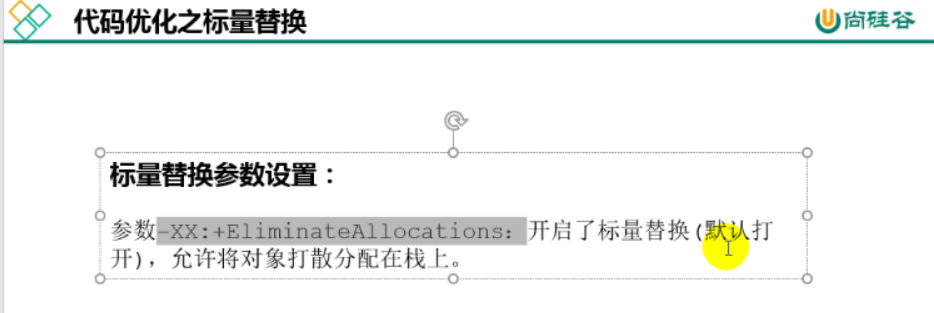 代码优化之标量替换
尚硅谷
标量替换参数设置：
参数-XX:+EliminateAllocations：开启了标量替换(默认打
开)，允许将对象打散分配在栈上。